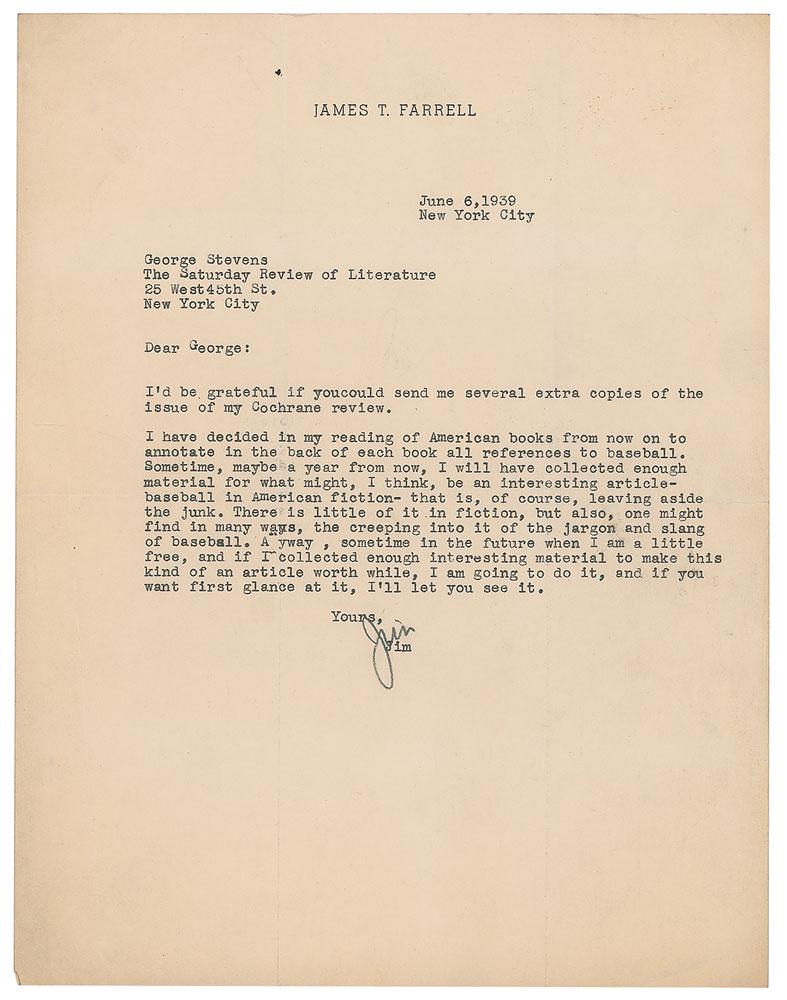 JAMES T. FARRELL
June 6,1939
New York City
George Stevens
The Saturday Review of Literature
25 West45th St.
New York City
Dear George:
I'd be grateful if youcould send me several extra copies of the
issue of my Cochrane review.
I have decided in my reading of American books from now on to
annotate in the back of each book all references to baseball.
Sometime, maybe a year from now, I will have collected enough
material for what might, I think, be an interesting article-
baseball in American fiction- that is, of course, leaving aside
the junk. There is little of it in fiction, but also, one might
find in many ways, the creeping into it of the jargon and slang
of baseball. A yway , sometime in the future when I am a little
free, and if I collected enough interesting material to make this
kind of an article worth while, I am going to do it, and if you
want first glance at it, I'll let you see it.
Yours,
Jim
Jim